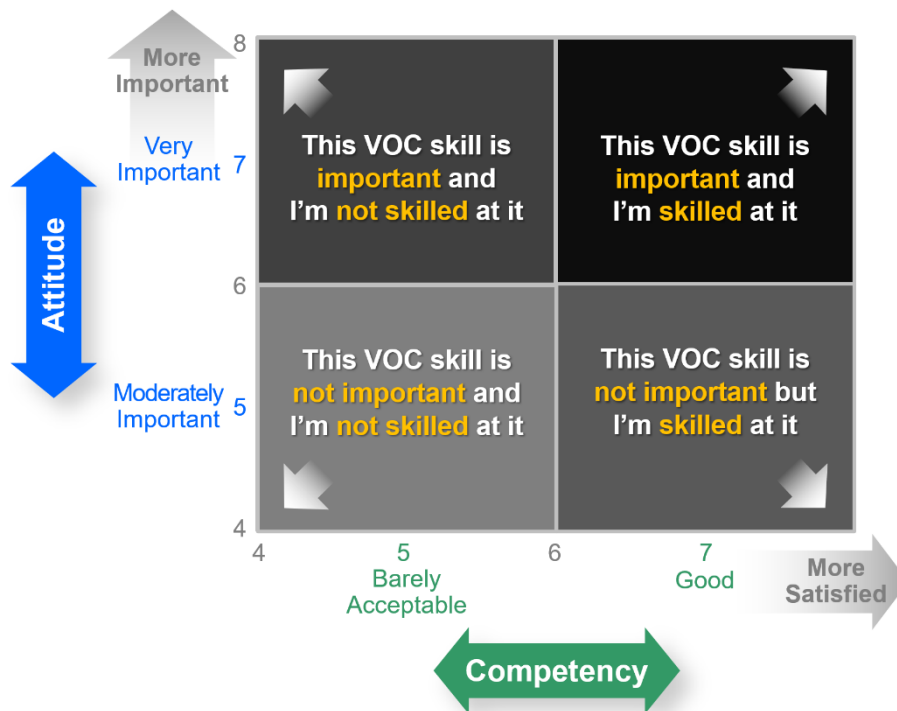 More
Important
8
Very
Important
7
Attitude
6
Moderately
Important
5
4
This VOC skill is
important and
I'm not skilled at it
This VOC skill is
important and
I'm skilled at it
This VOC skill is
not important and
I'm not skilled at it
This VOC skill is
not important but
I'm skilled at it
4
5
Barely
Acceptable
6
7
Good
More
Satisfied
Competency